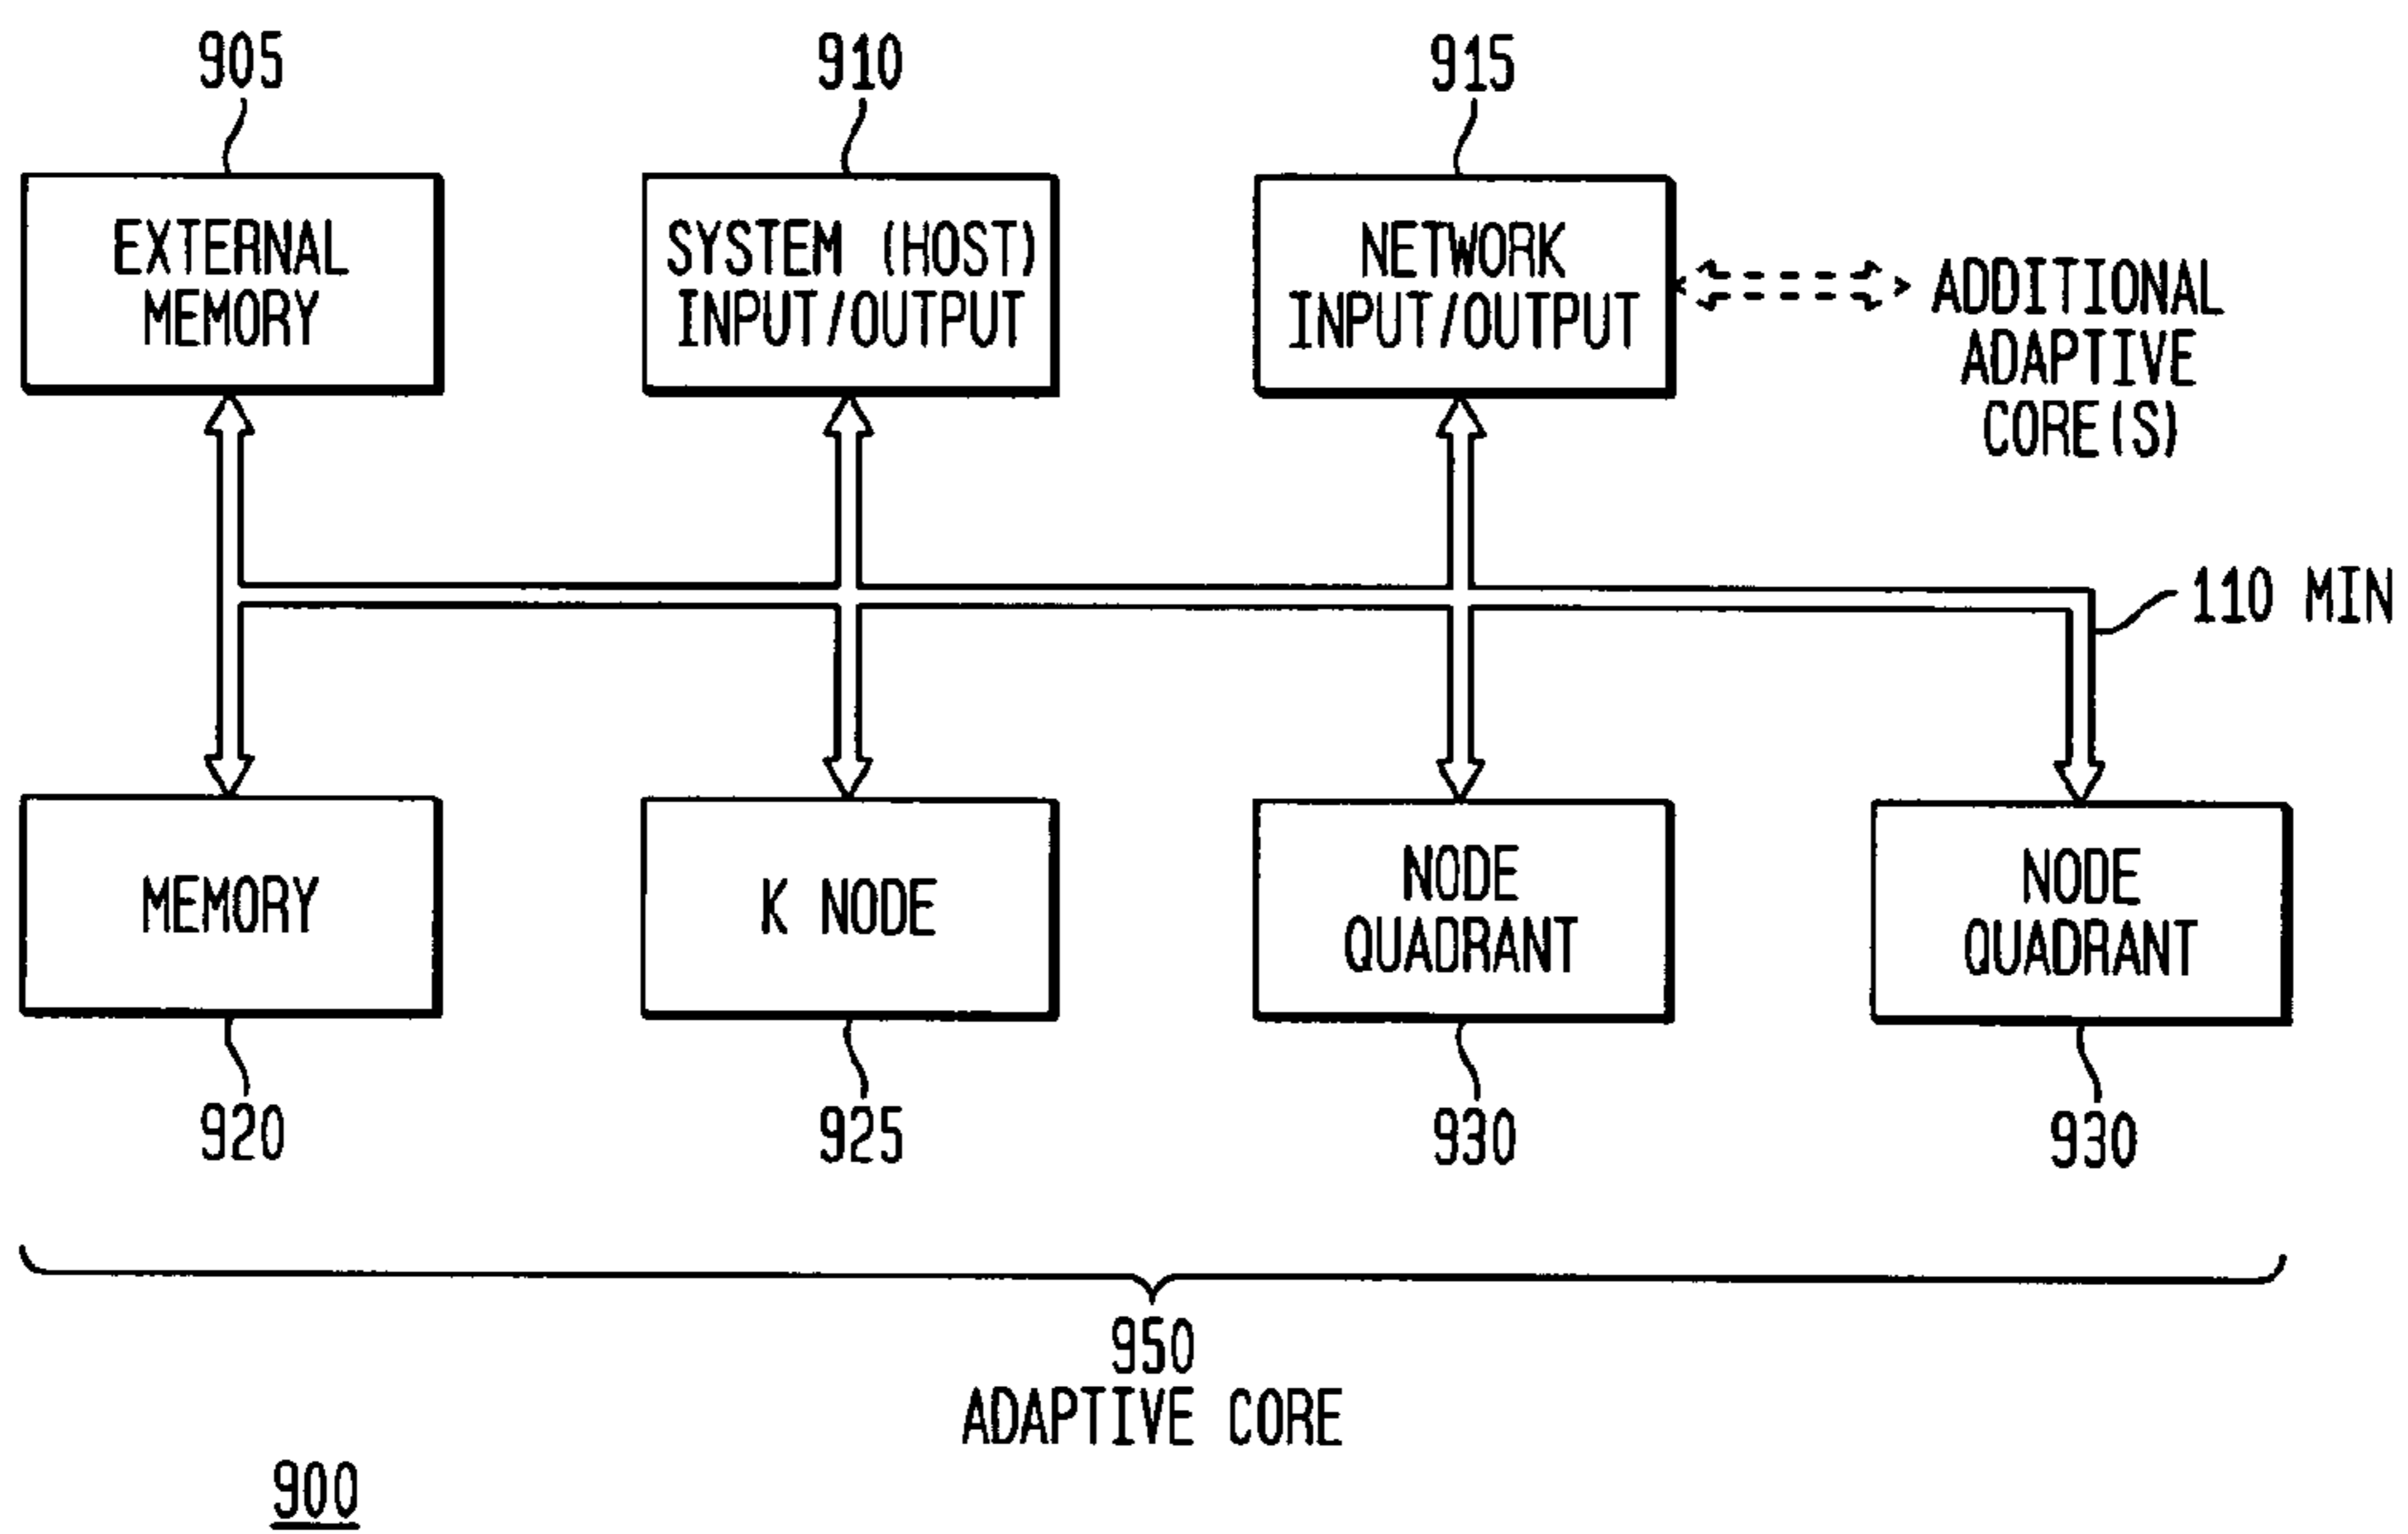 905
910
915
EXTERNAL
MEMORY
SYSTEM (HOST)
INPUT/OUTPUT
NETWORK
INPUT/OUTPUT
ADDITIONAL
ADAPTIVE
CORE(S)
110 MIN
MEMORY
K NODE
NODE
QUADRANT
NODE
QUADRANT
920
925
930
930
950
ADAPTIVE CORE
900